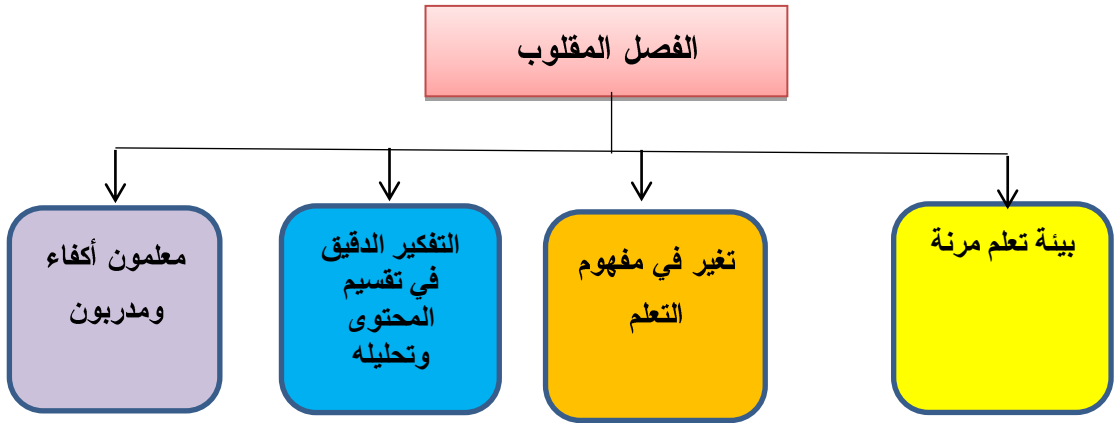 الفصل المقلوب
بيئة تعلم مرنة
تغير في مفهوم
التعلم
التفكير الدقيق
في تقسيم
المحتوى
وتحليله
معلمون أكفاء
ومدربون